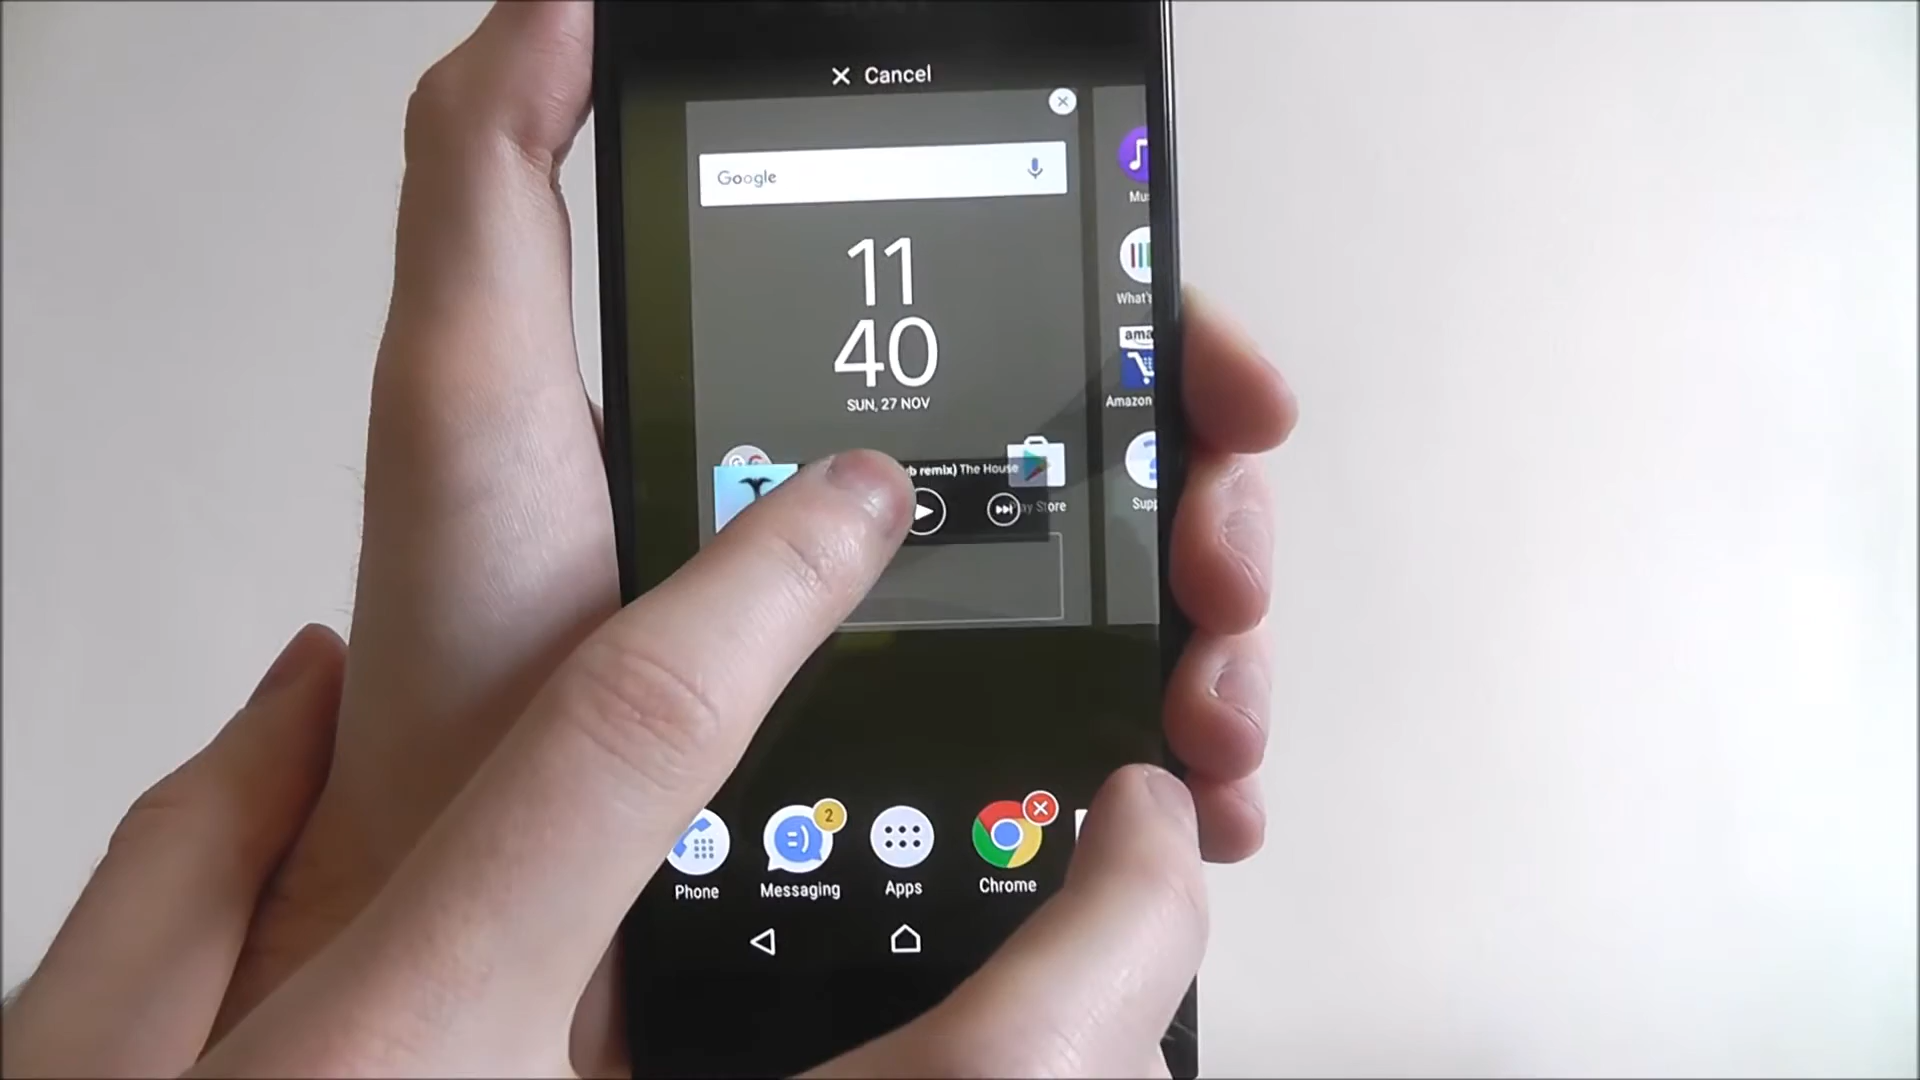 Cancel
Google
11
40
SUN, 27 NOV
remix) The House
Store
Phone
2
Messaging
Apps
Chrome
Amazon